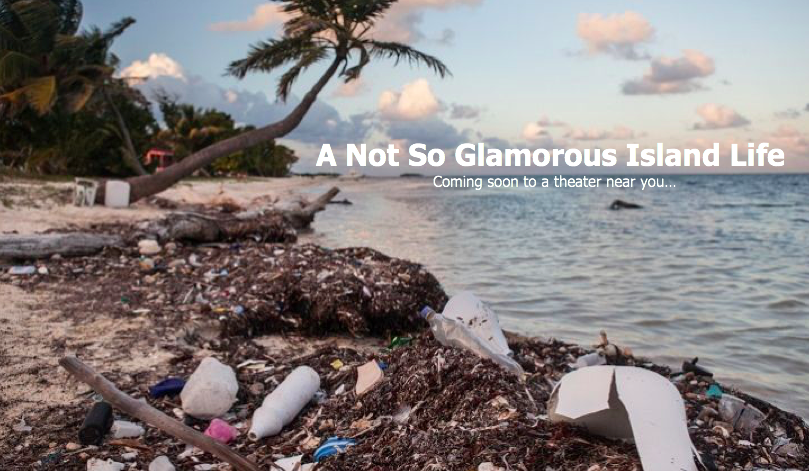 A Not So Glamorous Island Life
Coming soon to a theater near you...